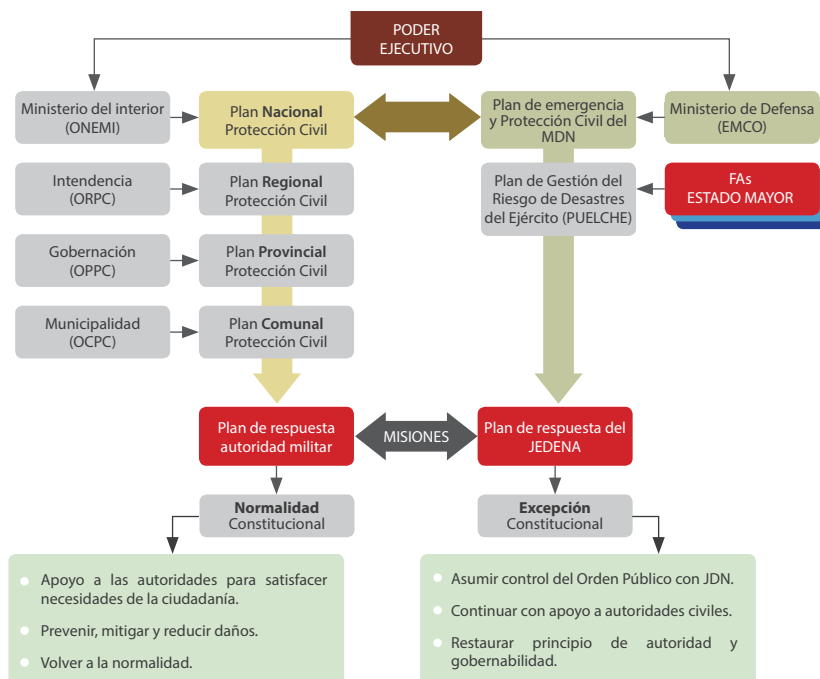 PODER
EJECUTIVO
Ministerio del interior
(ONEMI)
Plan Nacional
Protección Civil
Plan de emergencia
y Protección Civil del
MDN
Ministerio de Defensa
(EMCO)
Intendencia
(ORPC)
Plan Regional
Protección Civil
Plan de Gestión del
Riesgo de Desastres
del Ejército (PUELCHE)
FAs
ESTADO MAYOR
Gobernación
(OPPC)
Plan Provincial
Protección Civil
Municipalidad
(OCPC)
Plan Comunal
Protección Civil
Plan de respuesta
autoridad militar
MISIONES
Plan de respuesta del
JEDENA
Normalidad
Constitucional
Excepción
Constitucional
Apoyo a las autoridades para satisfacer
necesidades de la ciudadanía.
Prevenir, mitigar y reducir daños.
Volver a la normalidad.
Asumir control del Orden Público con JDN.
Continuar con apoyo a autoridades civiles.
Restaurar principio de autoridad y
gobernabilidad.